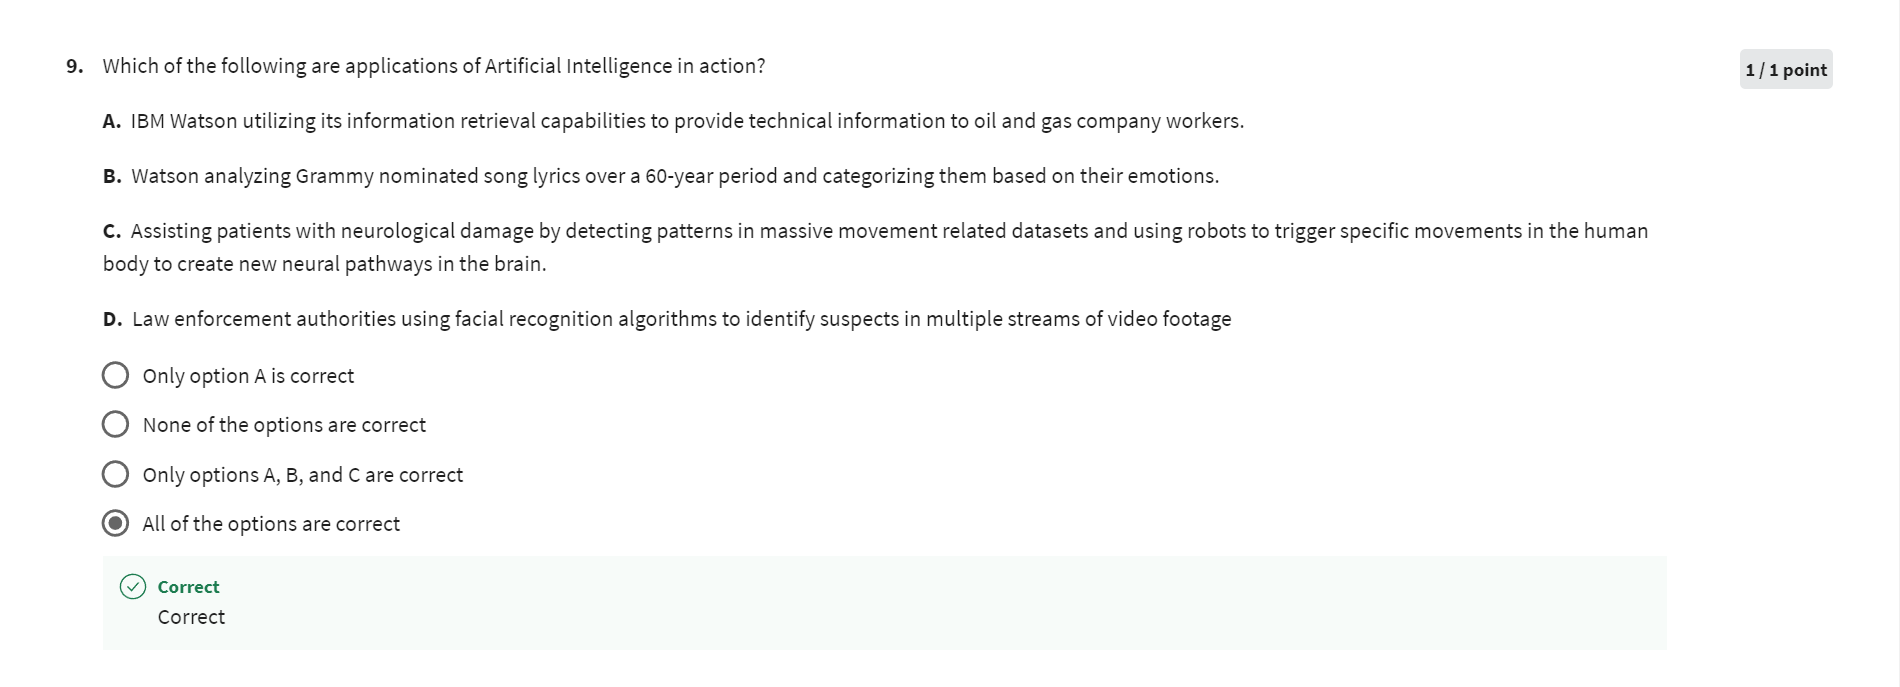 9. Which of the following are applications of Artificial Intelligence in action?
1 / 1 point
A. IBM Watson utilizing its information retrieval capabilities to provide technical information to oil and gas company workers.
B. Watson analyzing Grammy nominated song lyrics over a 60-year period and categorizing them based on their emotions.
C. Assisting patients with neurological damage by detecting patterns in massive movement related datasets and using robots to trigger specific movements in the human
body to create new neural pathways in the brain.
D. Law enforcement authorities using facial recognition algorithms to identify suspects in multiple streams of video footage
Only option A is correct
None of the options are correct
Only options A, B, and C are correct
All of the options are correct
Correct
Correct